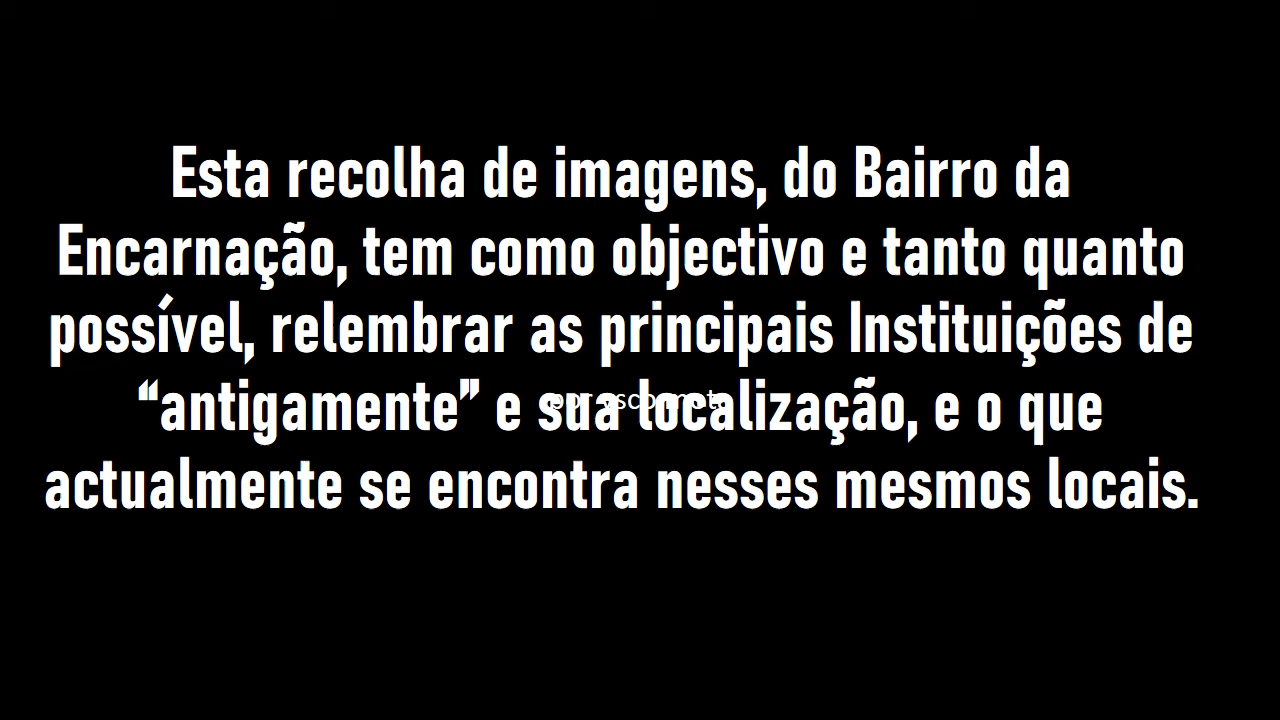 Esta recolha de imagens, do Bairro da
Encarnação, tem como objectivo e tanto quanto
possível, relembrar as principais Instituições de
“antigamente” e sua localização, e o que
actualmente se encontra nesses mesmos locais.